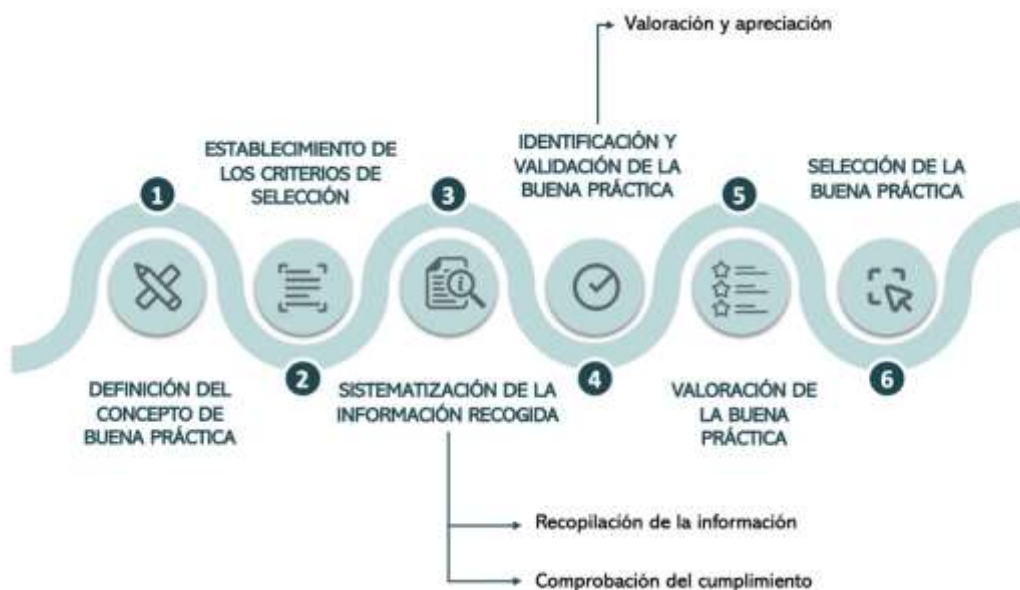 Valoración y apreciación
1
DEFINICIÓN DEL
CONCEPTO DE
BUENA PRÁCTICA
ESTABLECIMIENTO DE
LOS CRITERIOS DE
SELECCIÓN
2
3
SISTEMATIZACIÓN DE LA
INFORMACIÓN RECOGIDA
Recopilación de la información
Comprobación del cumplimiento
IDENTIFICACIÓN Y
VALIDACIÓN DE LA
BUENA PRÁCTICA
4
5
VALORACIÓN DE
LA BUENA
PRÁCTICA
SELECCIÓN DE LA
BUENA PRÁCTICA
6